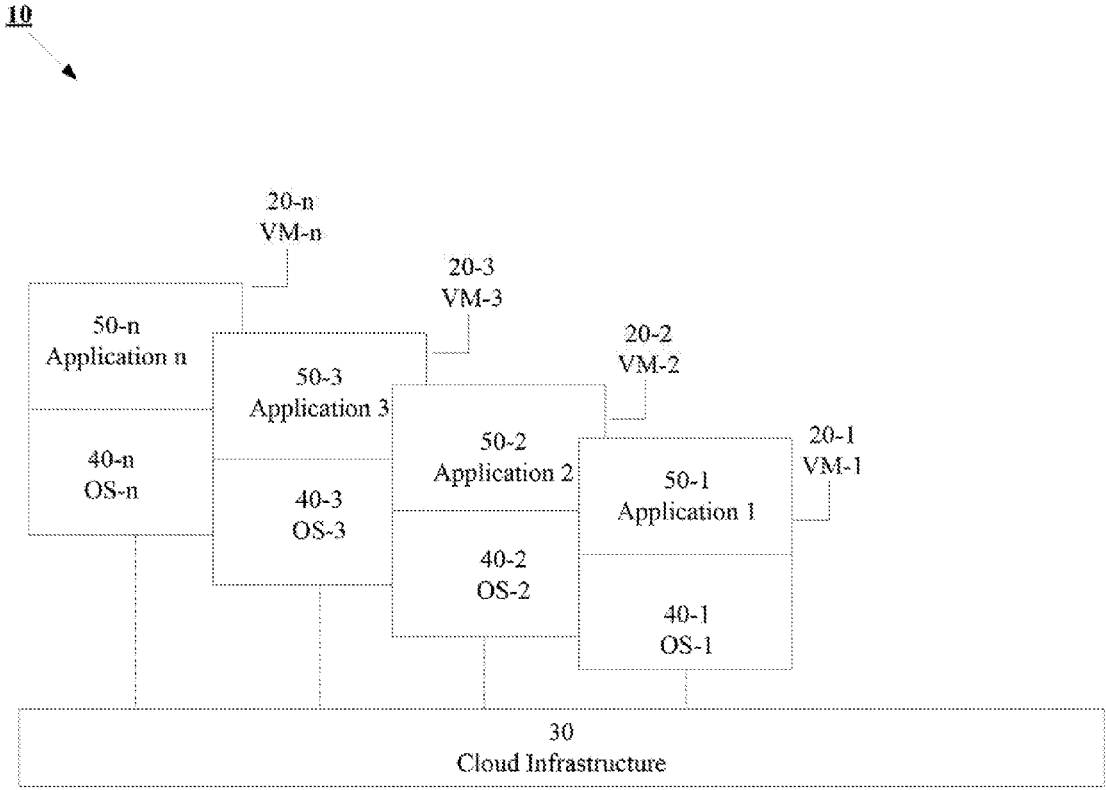 10
20-n
VM-n
20-3
VM-3
20-2
VM-2
20-1
VM-1
50-n
Application n
40-n
OS-n
50-3
Application 3
40-3
OS-3
50-2
Application 2
40-2
OS-2
50-1
Application 1
40-1
OS-1
30
Cloud Infrastructure